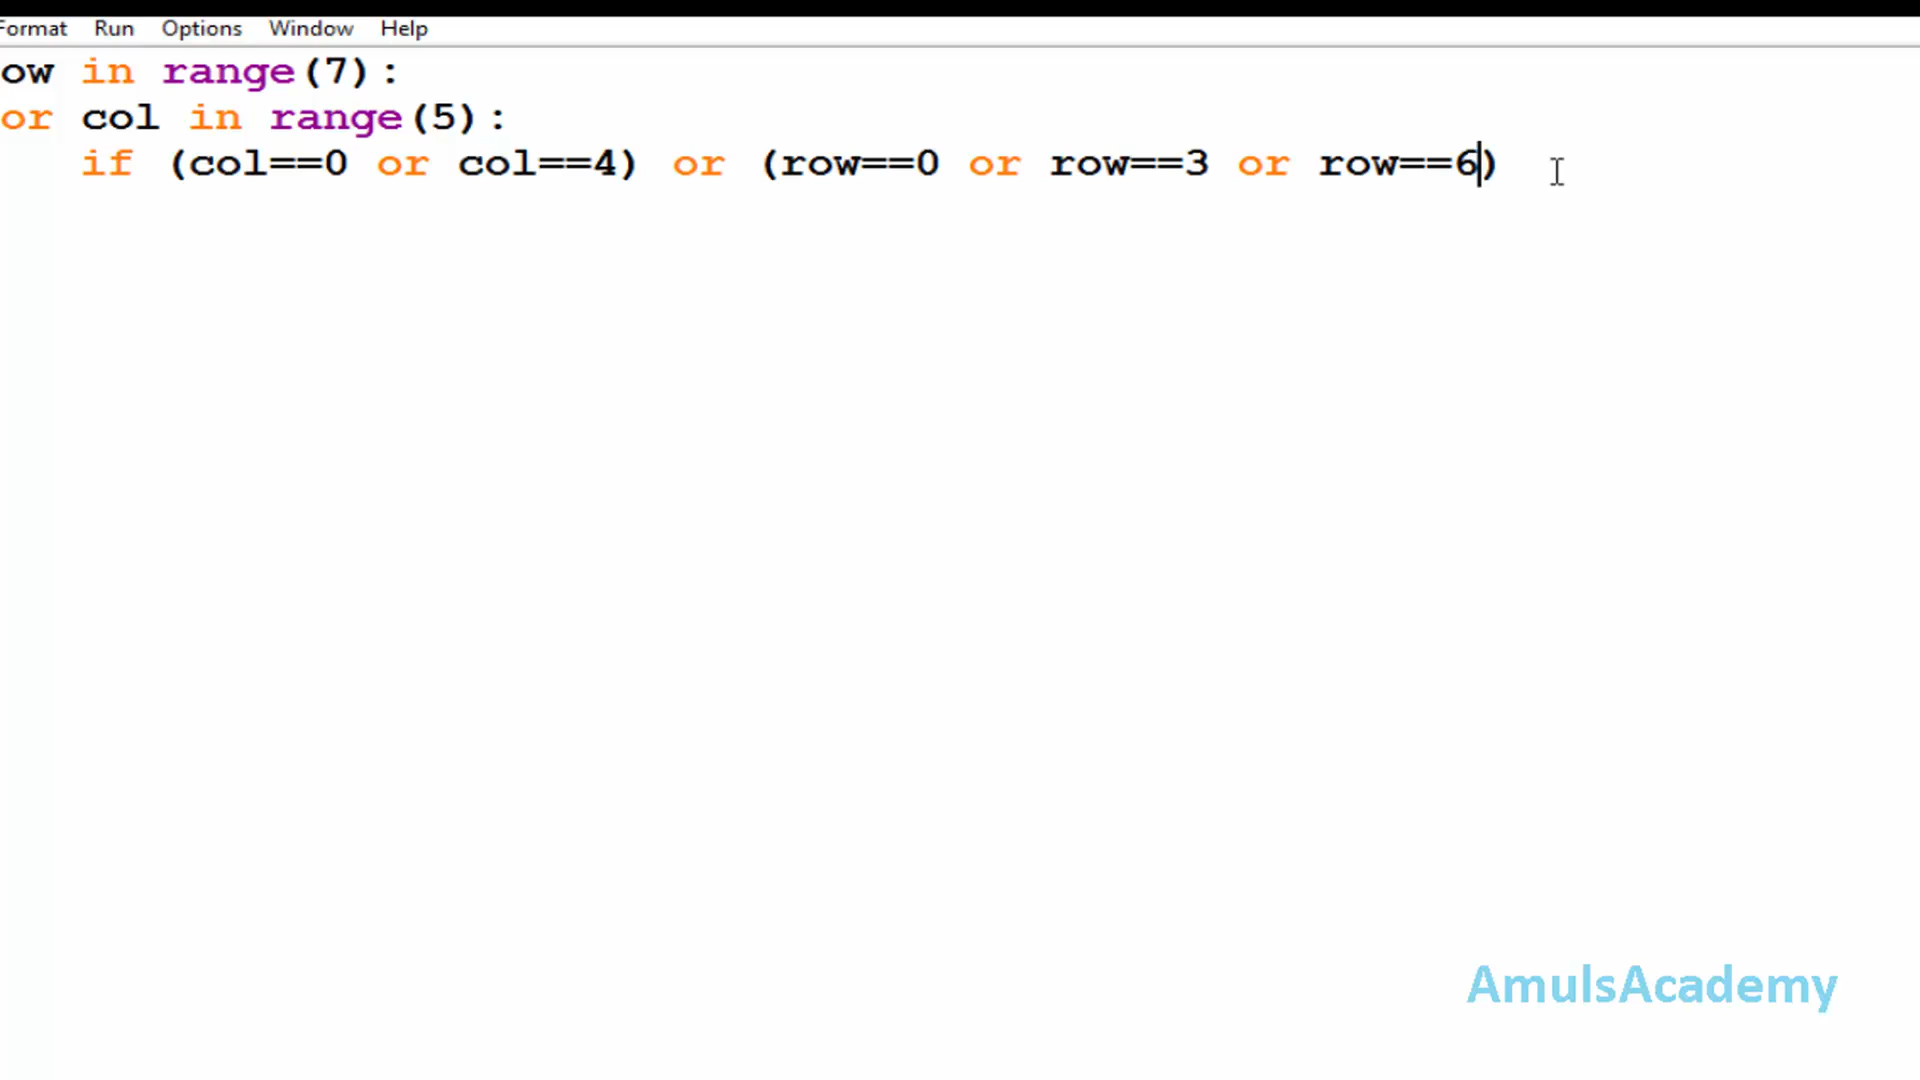 Format Run Options Window Help
ow in range(7):
or col in range(5):
if (col==0 or col==4) or (row==0 or row==3 or row==6)
AmulsAcademy